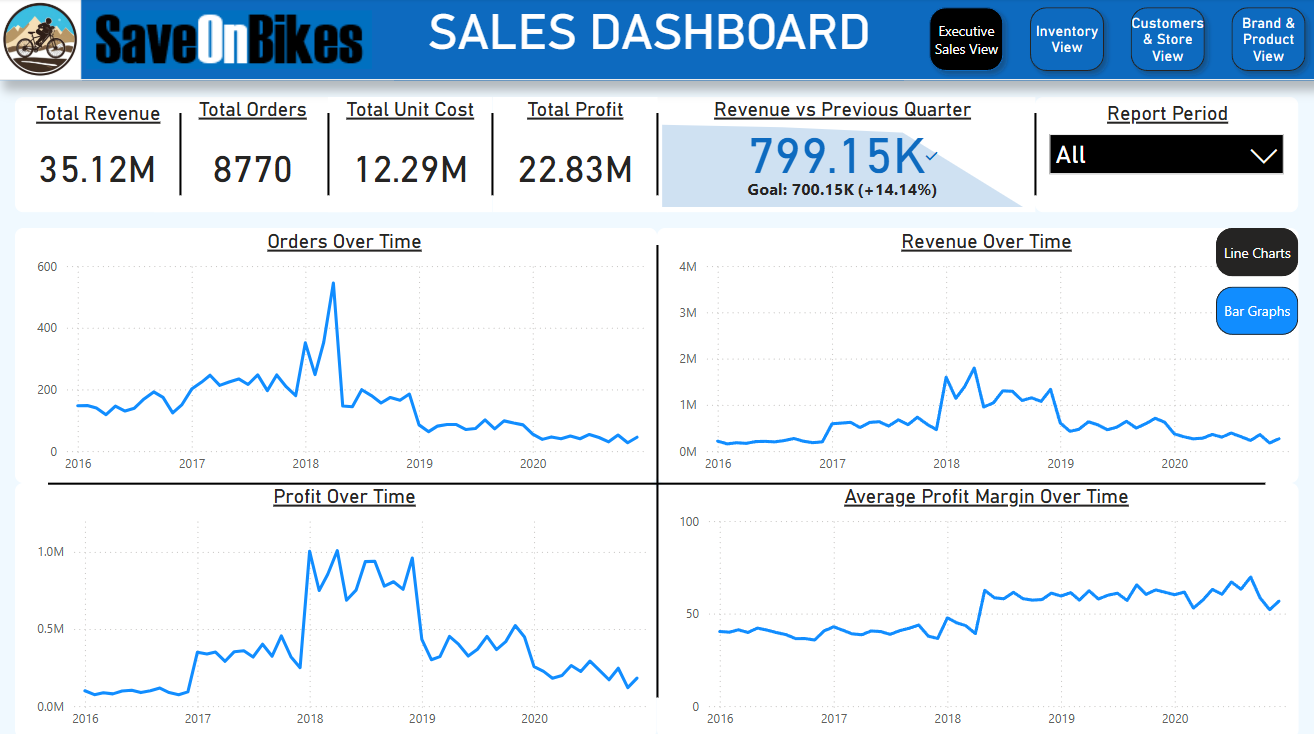 SaveOnBikes
SALES DASHBOARD
Executive
Sales View
Inventory
View
Customers
& Store
View
Brand &
Product
View
Total Revenue
35.12M
Total Orders
8770
Total Unit Cost
12.29M
Total Profit
22.83M
Revenue vs Previous Quarter
799.15K
Goal: 700.15K (+14.14%)
Report Period
All
Orders Over Time
600
400
200
0
2016 2017 2018 2019 2020
Revenue Over Time
4M
3M
2M
1M
0M
2016 2017 2018 2019 2020
Line Charts
Bar Graphs
Profit Over Time
1.0M
0.5M
0.0M
2016 2017 2018 2019 2020
Average Profit Margin Over Time
100
50
0
2016 2017 2018 2019 2020